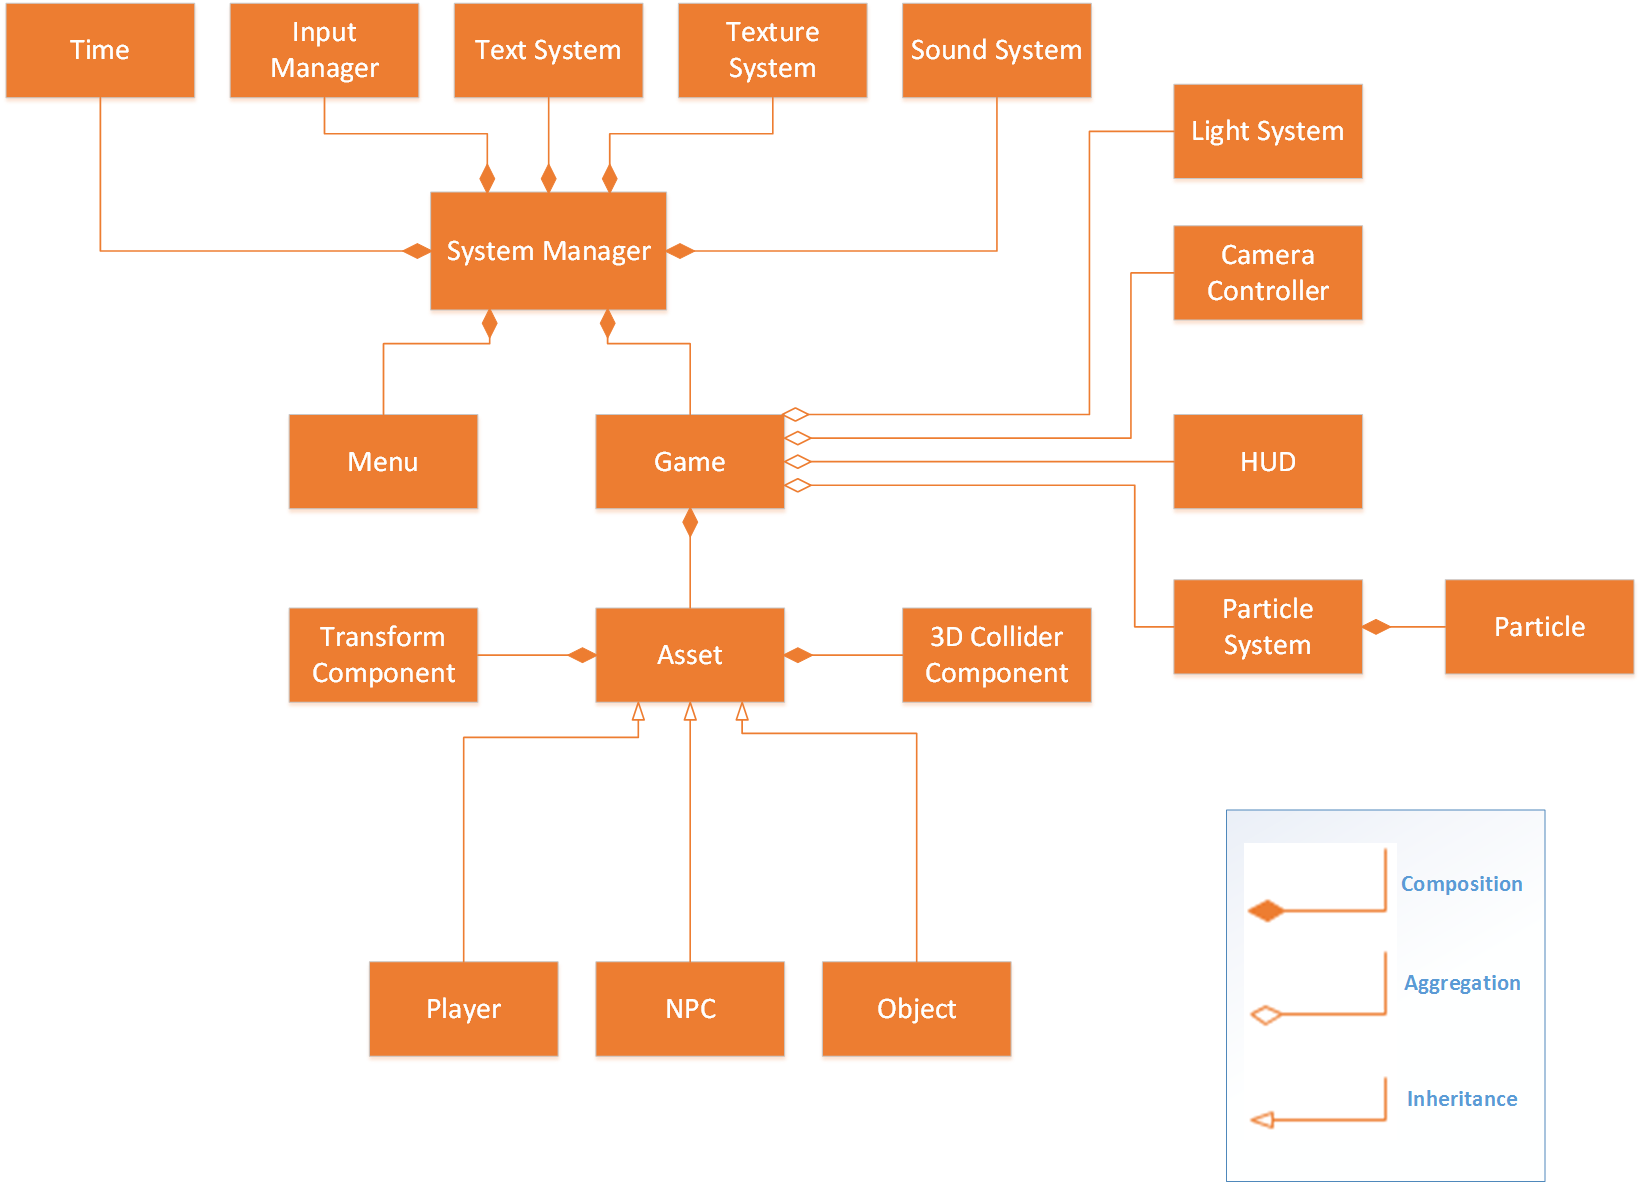 Time
Input
Manager
Text System
Texture
System
Sound System
Light System
System Manager
Camera
Controller
Menu
Game
HUD
Transform
Component
Asset
3D Collider
Component
Particle
System
Particle
Composition
Aggregation
Inheritance
Player
NPC
Object